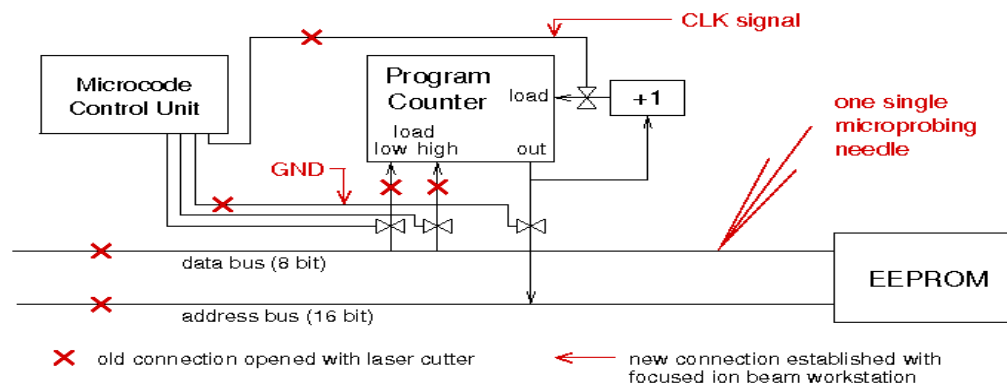 CLK signal
Microcode
Control Unit
Program
Counter
load
+1
one single
microprobing
needle
load
low high
out
GND
data bus (8 bit)
EEPROM
address bus (16 bit)
old connection opened with laser cutter
new connection established with
focused ion beam workstation